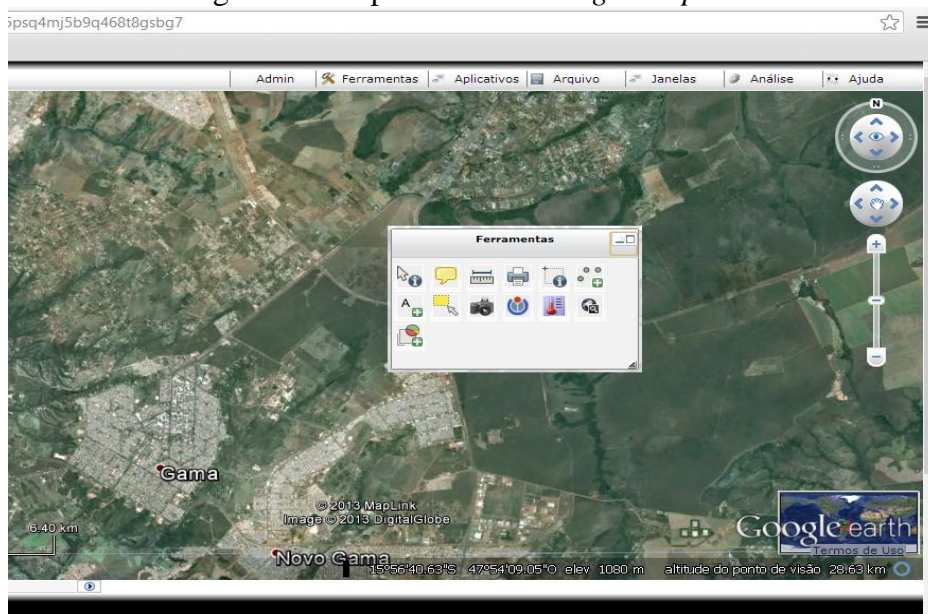 5psq4mj5b9q468t8gsbg7
Admin Ferramentas Aplicativos Arquivo Janelas Análise Ajuda
N
Ferramentas
Gama
© 2013 MapLink
Image © 2013 DigitalGlobe
6.40 km
Google earth
Termos de Uso
Novo Gama
15°56'40.63"S 47°54'09.05"O elev 1080 m altitude do ponto de visão 28.63 km